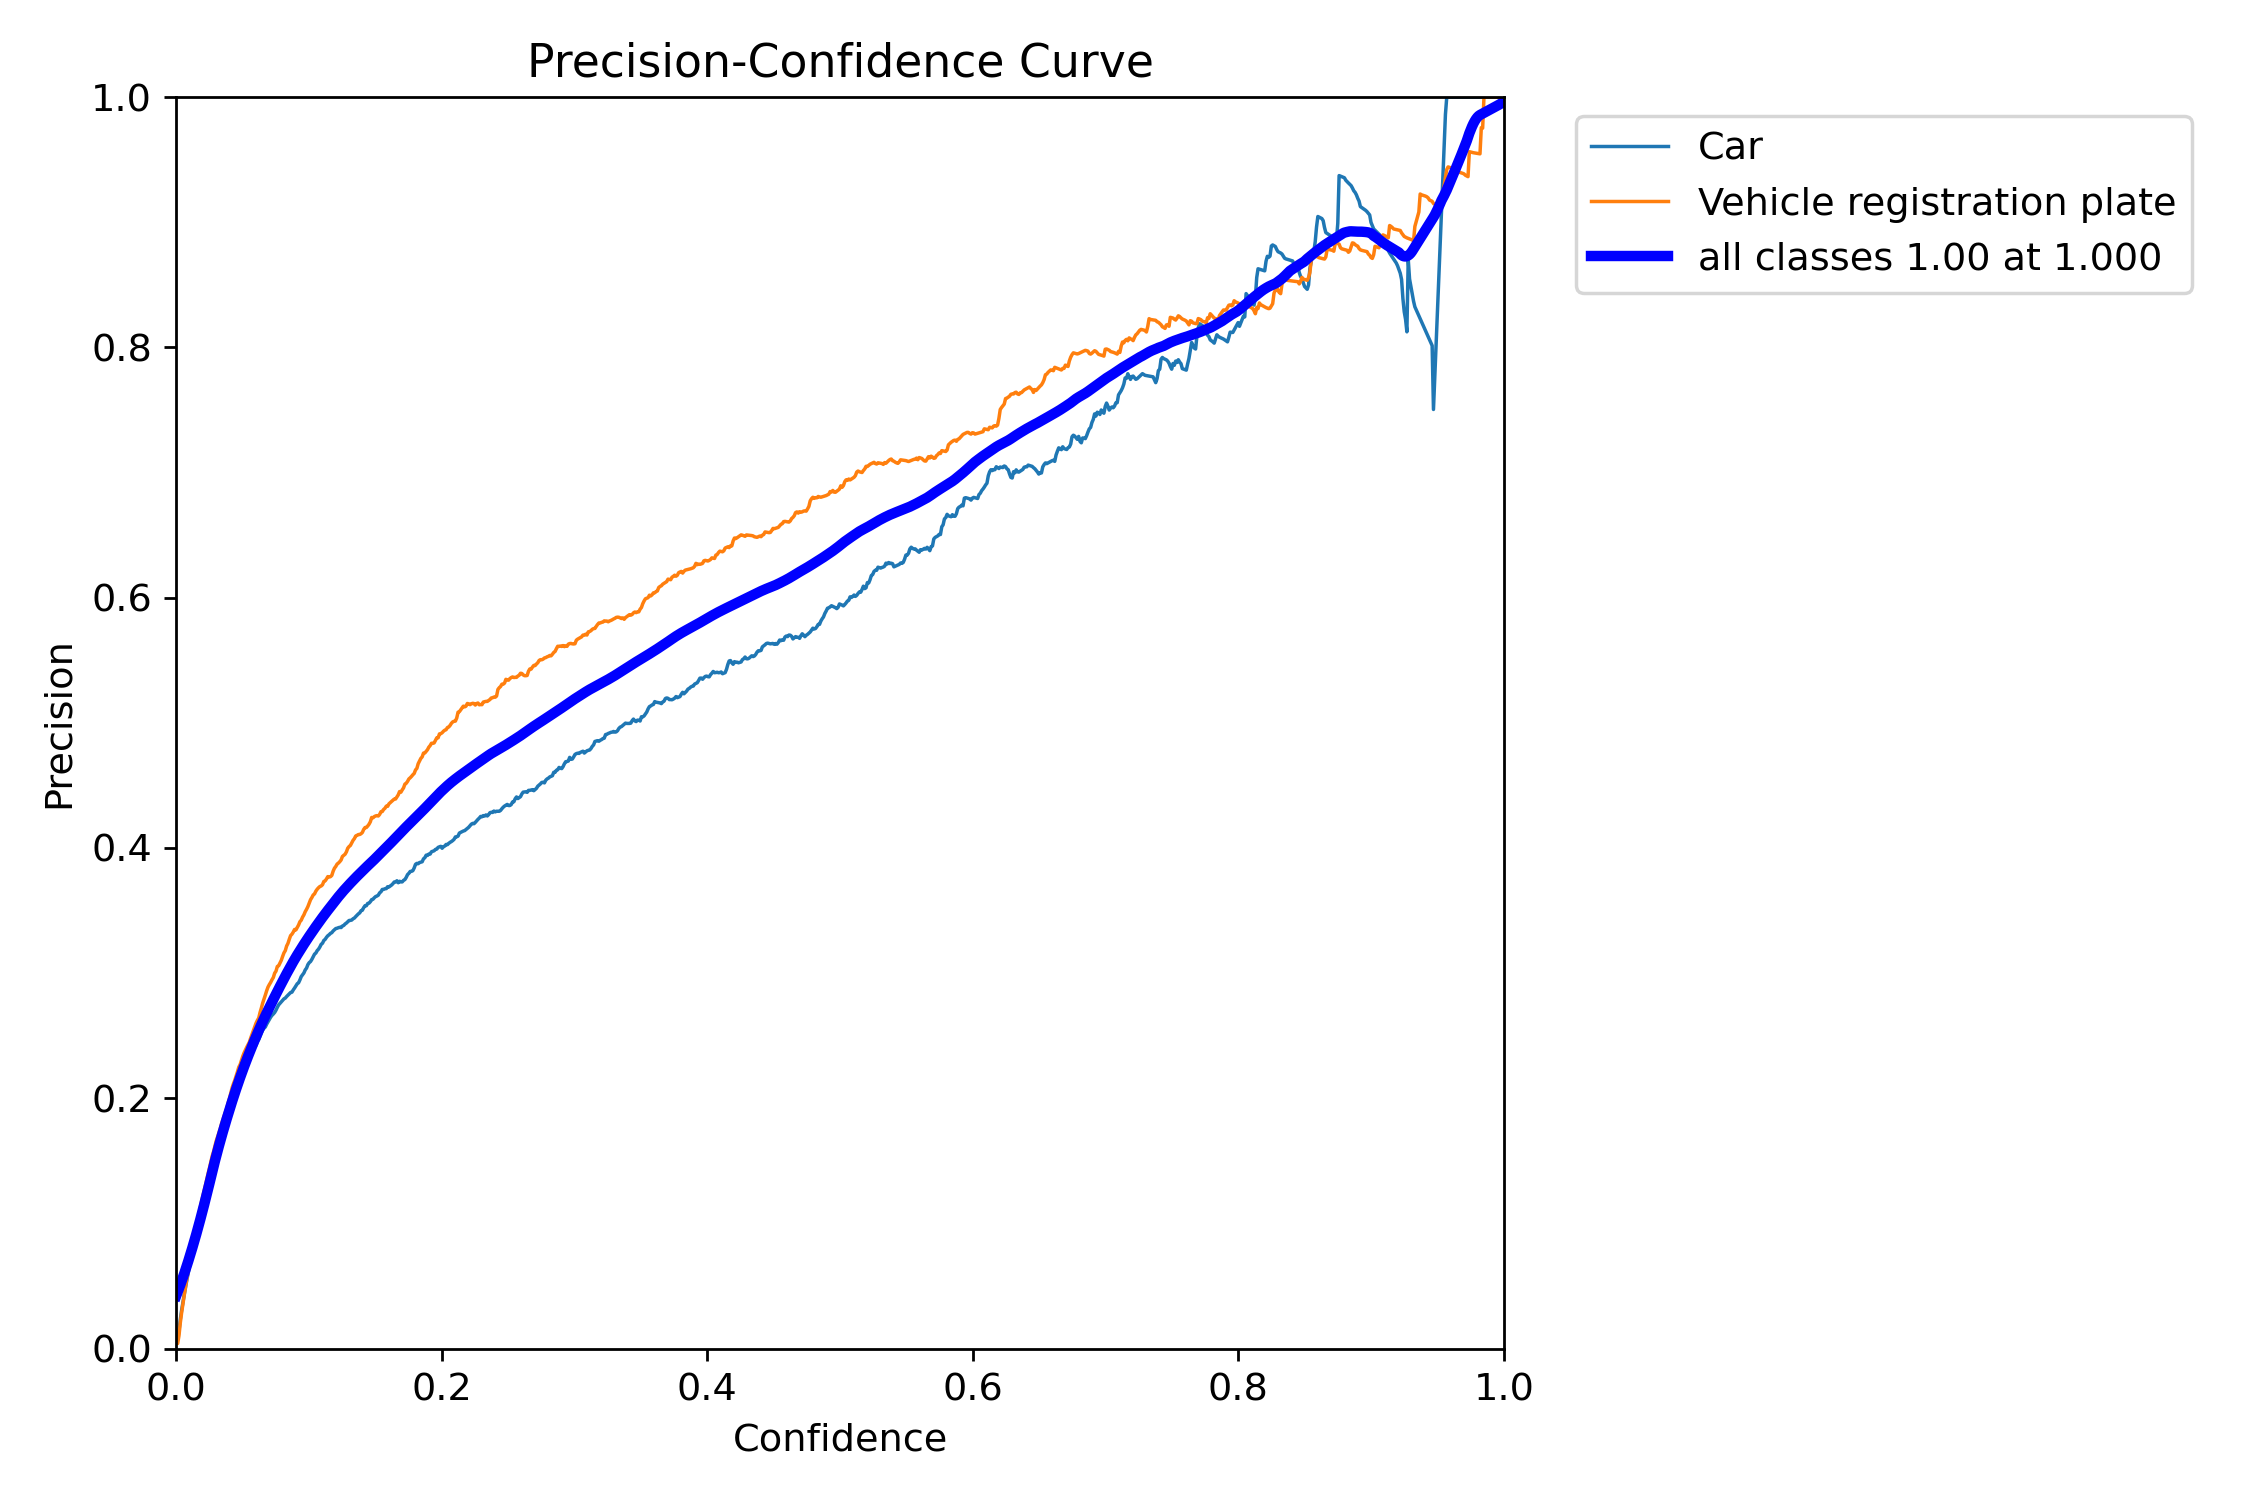 Precision-Confidence Curve
1.0
0.8
0.6
0.4
0.2
0.0
Precision
0.0 0.2 0.4 0.6 0.8 1.0
Confidence
Car
Vehicle registration plate
all classes 1.00 at 1.000